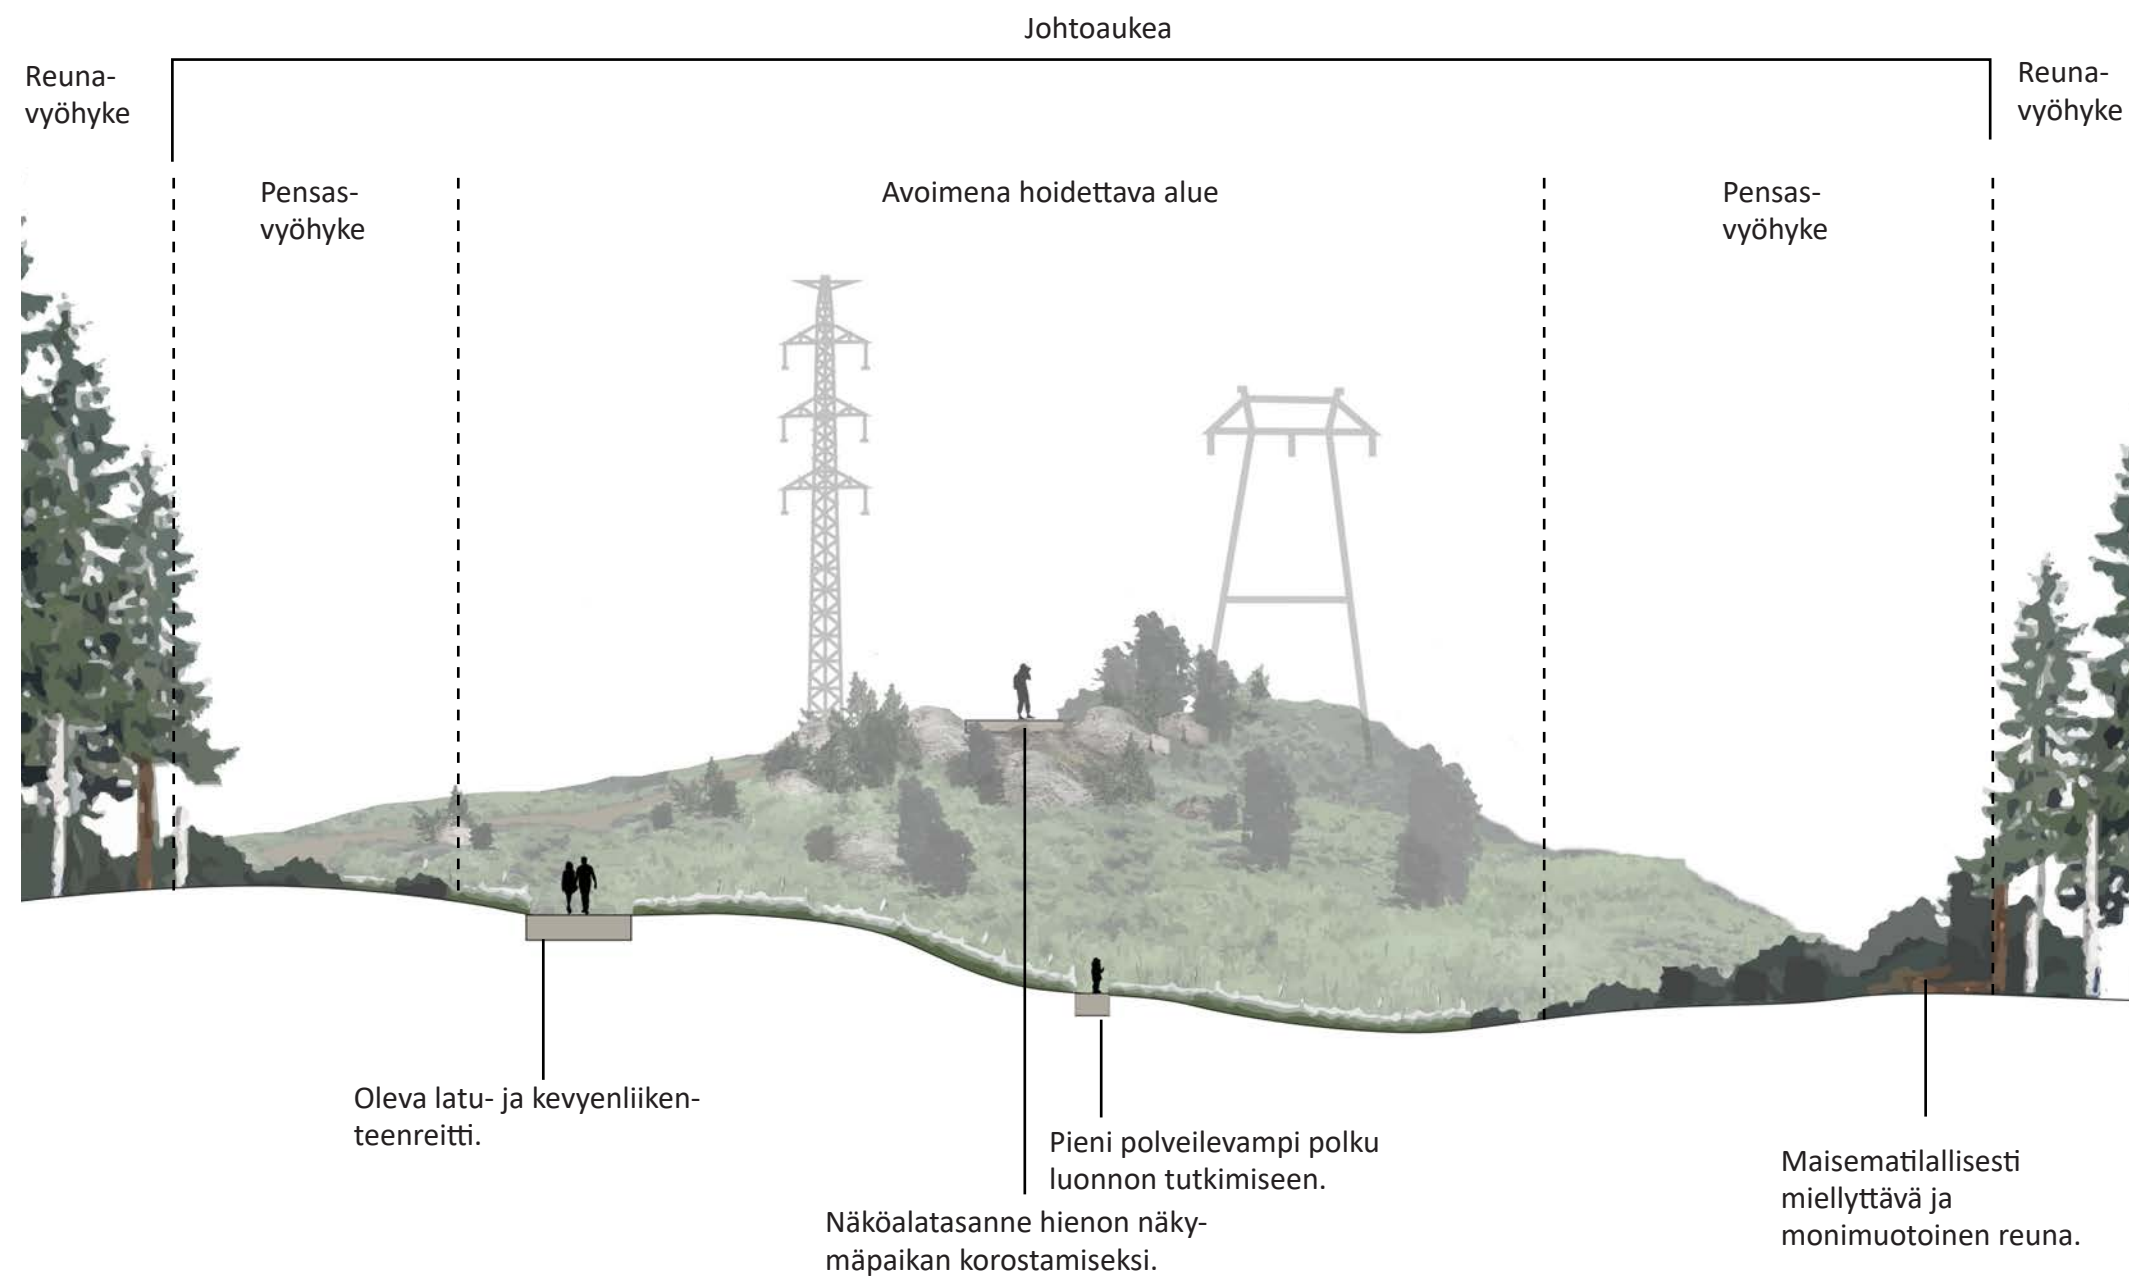 Johtoaukea
Reuna-
vyöhyke
Reuna-
vyöhyke
Pensas-
vyöhyke
Avoimena hoidettava alue
Pensas-
vyöhyke
Oleva latu- ja kevyenliiken-
teenreitti.
Pieni polveilevampi polku
luonnon tutkimiseen.
Näköalatasanne hienon näky-
mäpaikan korostamiseksi.
Maisematilallisesti
miellyttävä ja
monimuotoinen reuna.